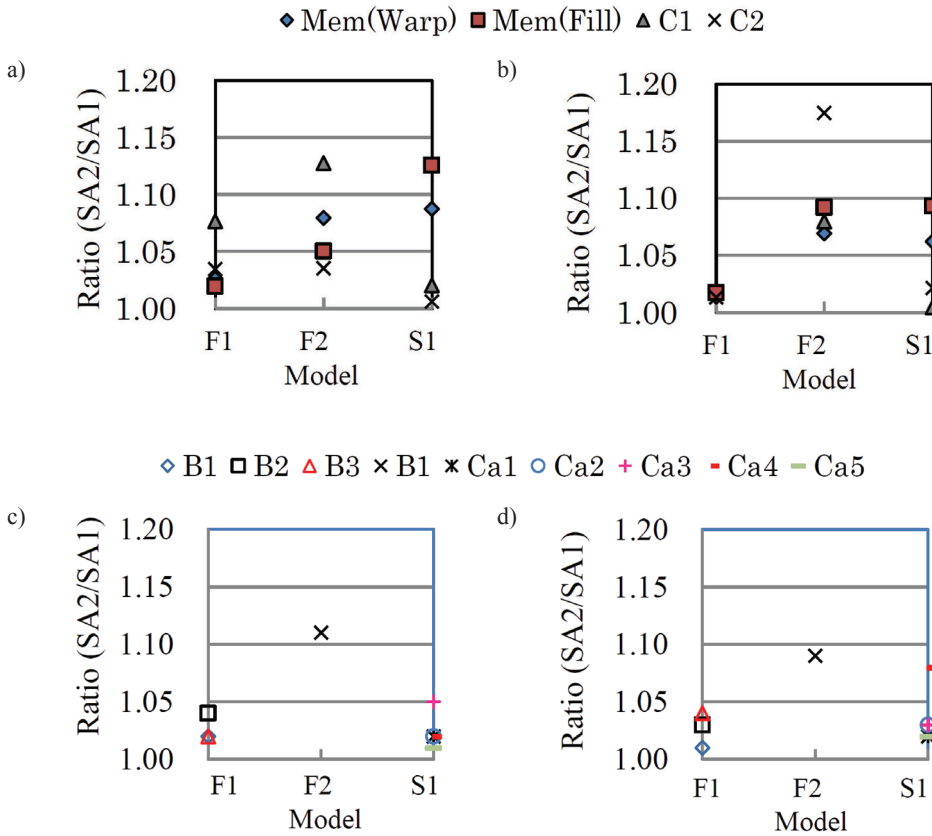 Mem(Warp) Mem(Fill) C1 C2
a)
Ratio (SA2/SA1)
1.20
1.15
1.10
1.05
1.00
F1 F2 S1
Model
b)
Ratio (SA2/SA1)
1.20
1.15
1.10
1.05
1.00
F1 F2 S1
Model
B1 B2 B3 B1 Ca1 Ca2 Ca3 Ca4 Ca5
c)
Ratio (SA2/SA1)
1.20
1.15
1.10
1.05
1.00
F1 F2 S1
Model
d)
Ratio (SA2/SA1)
1.20
1.15
1.10
1.05
1.00
F1 F2 S1
Model